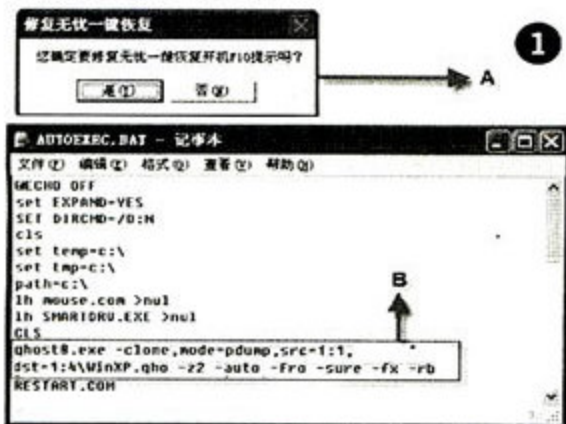 修复无忧一键恢复
您确定要修复无忧一键恢复开机F10提示吗?
是(Y) 否(N)
A
1
AUTOEXEC.BAT - 记事本
文件(F) 编辑(E) 格式(O) 查看(V) 帮助(H)
@ECHO OFF
set EXPAND=YES
SET DIRCMD=/O:N
cls
set temp=c:\
set tmp=c:\
path=c:\
lh mouse.com >nul
lh SMARTDRV.EXE >nul
CLS
B
ghost8.exe -clone,mode=pdump,src=1:1,
dst=1:4\WinXP.gho -z2 -auto -fro -sure -fx -rb
RESTART.COM